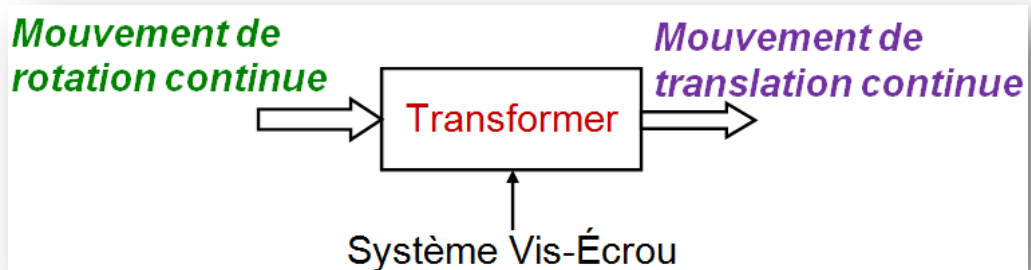 Mouvement de
rotation continue
Mouvement de
translation continue
Transformer
Système Vis-Écrou